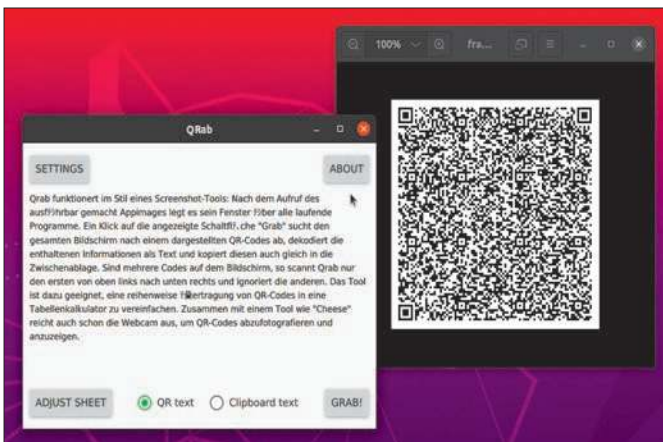 100%
fra...
QRab
SETTINGS
ABOUT
Qrab funktioniert im Stil eines Screenshot-Tools: Nach dem Aufruf des
gemacht Appimages legt es sein Fenster alle laufende
Programme. Ein Klick auf die angezeigte "Grab" sucht den
gesamten Bildschirm nach einem dargestellten QR-Codes ab, dekodiert die
enthaltenen Informationen als Text und kopiert diesen auch gleich in die
Zwischenablage. Sind mehrere Codes auf dem Bildschirm, so scannt Qrab nur
den ersten von oben links nach unten rechts und ignoriert die anderen. Das Tool
ist dazu geeignet, eine reihenweise von QR-Codes in eine
Tabellenkalkulator zu vereinfachen. Zusammen mit einem Tool wie "Cheese"
reicht auch schon die Webcam aus, um QR-Codes abzufotografieren und
anzuzeigen.
ADJUST SHEET
QR text
Clipboard text
GRAB!